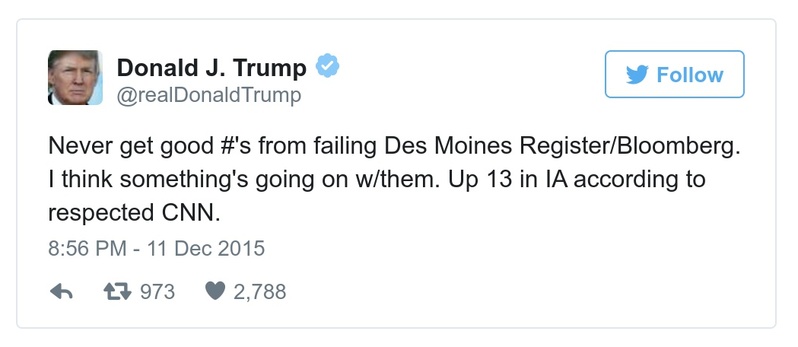 Donald J. Trump
@realDonaldTrump
Follow
Never get good #'s from failing Des Moines Register/Bloomberg.
I think something's going on w/them. Up 13 in IA according to
respected CNN.
8:56 PM - 11 Dec 2015
973 2,788